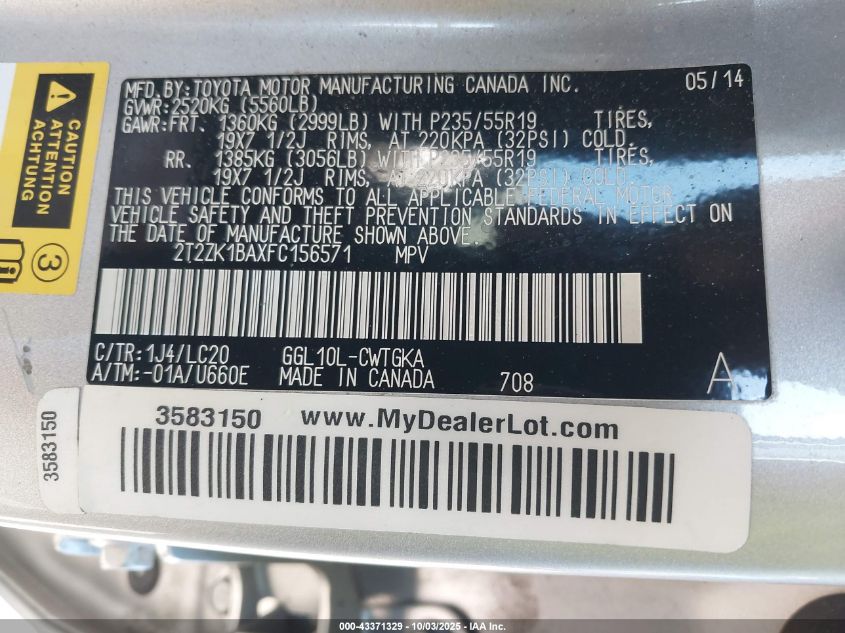 CAUTION
ATTENTION
3
MFD.BY:TOYOTA MOTOR MANUFACTURING CANADA INC. 05/14
GVWR:2520KG (5560LB)
GAWR:FRT. 1360KG (2999LB) WITH P235/55R19 TIRES,
19X7 1/2J RIMS, AT 220KPA (32PSI) COLD.
RR. 1385KG (3056LB) WITH P235/55R19 TIRES,
19X7 1/2J RIMS, AT 220KPA (32PSI) COLD.
THIS VEHICLE CONFORMS TO ALL APPLICABLE FEDERAL MOTOR
VEHICLE SAFETY AND THEFT PREVENTION STANDARDS IN EFFECT ON
THE DATE OF MANUFACTURE SHOWN ABOVE.
2T2ZK1BAXFC156571 MPV
C/TR:1J4/LC20 GGL10L-CWTGKA
A/TM:-01A/U660E MADE IN CANADA 708 A
3583150
3583150 www.MyDealerLot.com
000-43371329 - 10/03/2025 - IAA Inc.